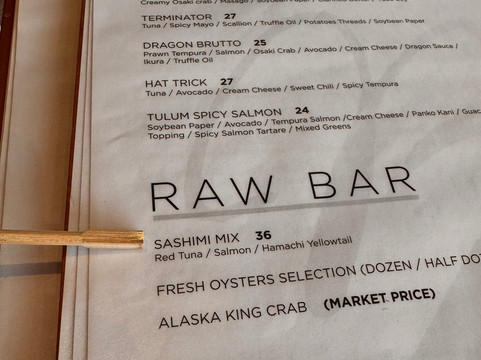 Creamy Osaki crab / Masago /
TERMINATOR 27
Tuna / Spicy Mayo / Scallion / Truffle Oil / Potatoes Threads / Soybean Paper
DRAGON BRUTTO 25
Prawn Tempura / Salmon / Osaki Crab / Avocado / Cream Cheese / Dragon Sauce /
Ikura / Truffle Oil
HAT TRICK 27
Tuna / Avocado / Cream Cheese / Sweet Chili / Spicy Tempura
TULUM SPICY SALMON 24
Soybean Paper / Avocado / Tempura Salmon /Cream Cheese / Panko Kani / Guac
Topping / Spicy Salmon Tartare / Mixed Greens
RAW BAR
SASHIMI MIX 36
Red Tuna / Salmon / Hamachi Yellowtail
FRESH OYSTERS SELECTION (DOZEN / HALF DO
ALASKA KING CRAB (MARKET PRICE)